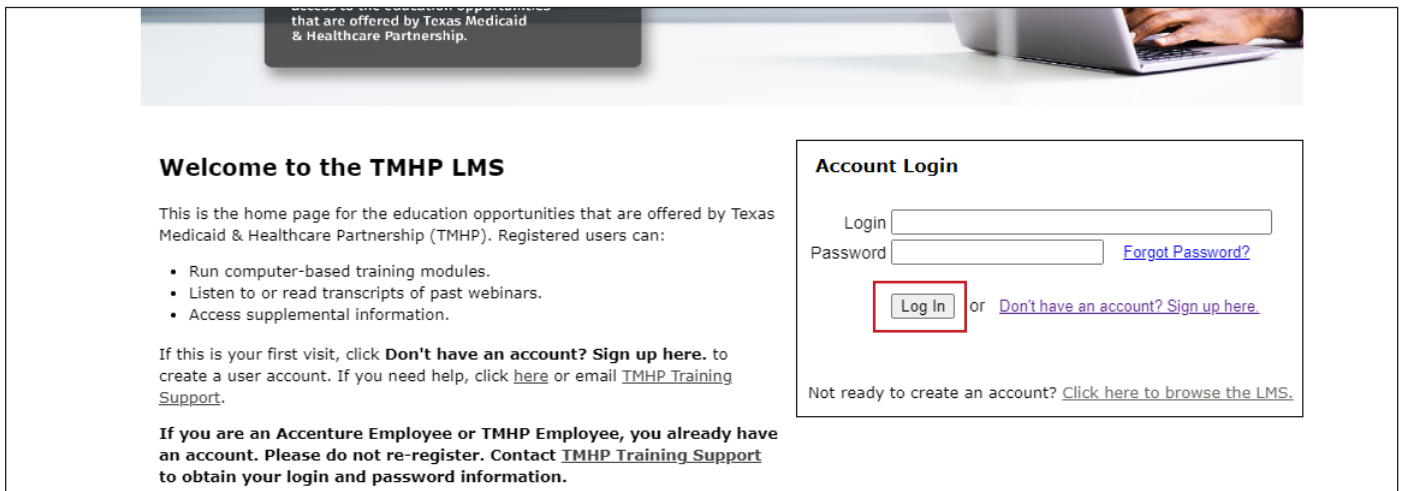 access to the education opportunities
that are offered by Texas Medicaid
& Healthcare Partnership.
Welcome to the TMHP LMS
This is the home page for the education opportunities that are offered by Texas
Medicaid & Healthcare Partnership (TMHP). Registered users can:
• Run computer-based training modules.
• Listen to or read transcripts of past webinars.
• Access supplemental information.
If this is your first visit, click Don't have an account? Sign up here. to
create a user account. If you need help, click here or email TMHP Training
Support.
If you are an Accenture Employee or TMHP Employee, you already have
an account. Please do not re-register. Contact TMHP Training Support
to obtain your login and password information.
Account Login
Login
Password Forgot Password?
Log In or Don't have an account? Sign up here.
Not ready to create an account? Click here to browse the LMS.